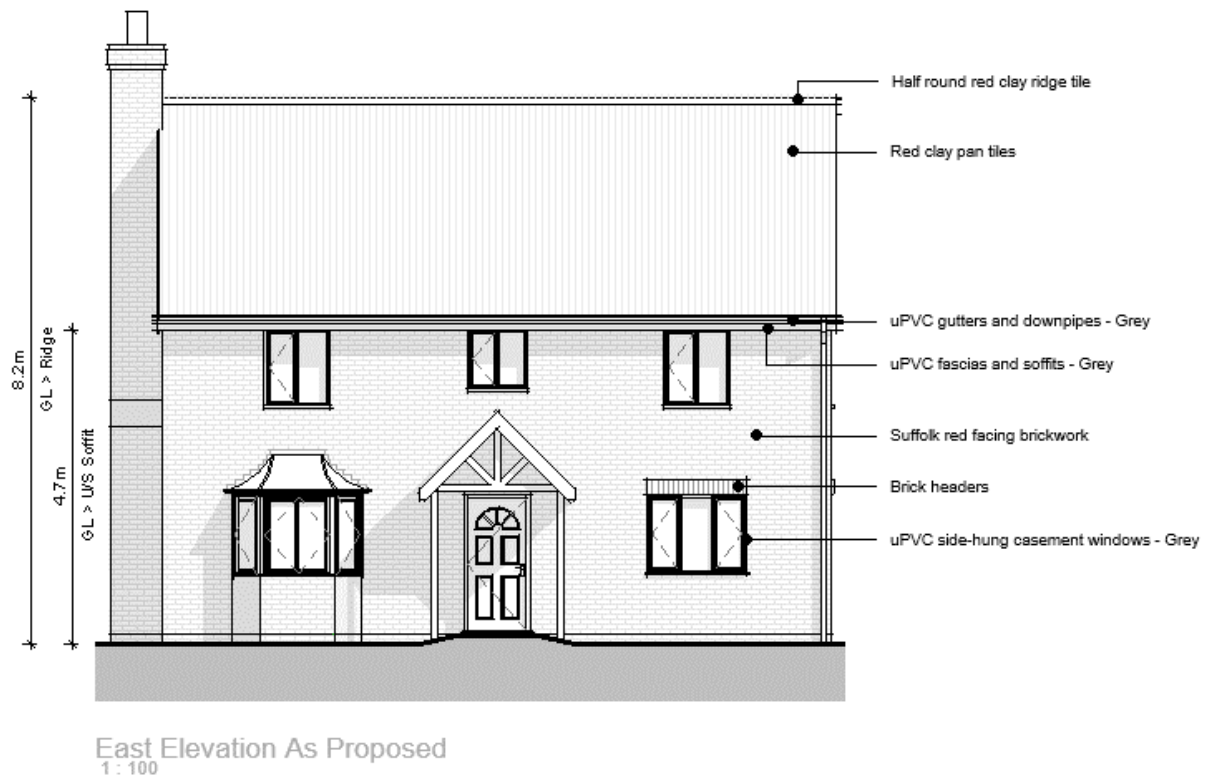 Half round red clay ridge tile
Red clay pan tiles
uPVC gutters and downpipes - Grey
8.2m
GL > Ridge
uPVC fascias and soffits - Grey
4.7m
GL > U/S Soffit
Suffolk red facing brickwork
Brick headers
uPVC side-hung casement windows - Grey
East Elevation As Proposed
1 : 100